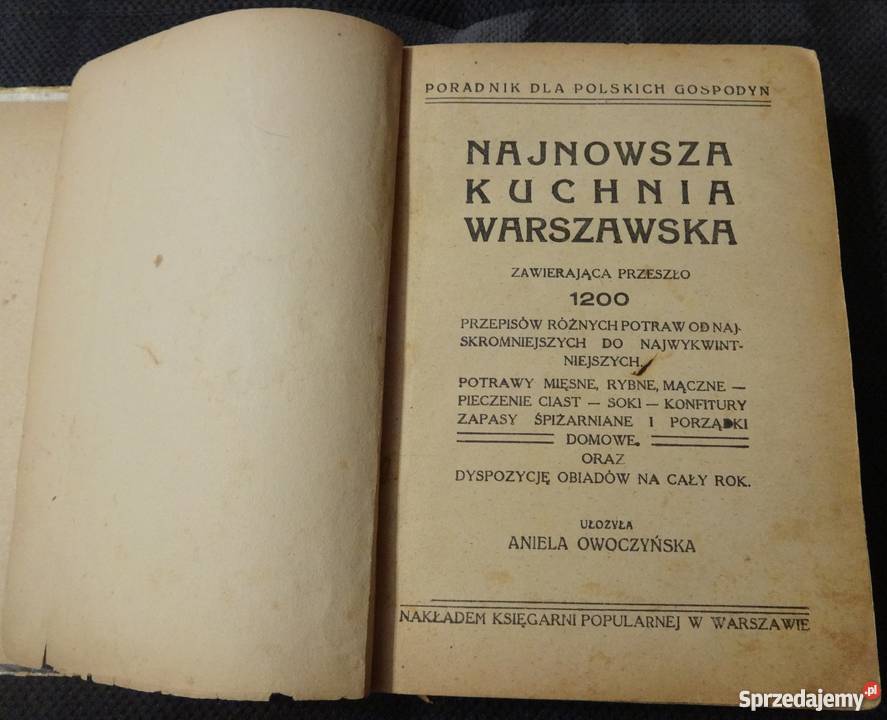 PORADNIK DLA POLSKICH GOSPODYN
NAJNOWSZA
KUCHNIA
WARSZAWSKA
ZAWIERAJĄCA PRZESZŁO
1200
PRZEPISÓW RÓŻNYCH POTRAW OD NAJ-
SKROMNIEJSZYCH DO NAJWYKWINT-
NIEJSZYCH.
POTRAWY MIĘSNE, RYBNE, MĄCZNE —
PIECZENIE CIAST — SOKI — KONFITURY
ZAPASY ŚPIŻARNIANE I PORZĄDKI
DOMOWE.
ORAZ
DYSPOZYCJĘ OBIADÓW NA CAŁY ROK.
UŁOŻYŁA
ANIELA OWOCZYŃSKA
NAKŁADEM KSIĘGARNI POPULARNEJ W WARSZAWIE
Sprzedajemy.pl